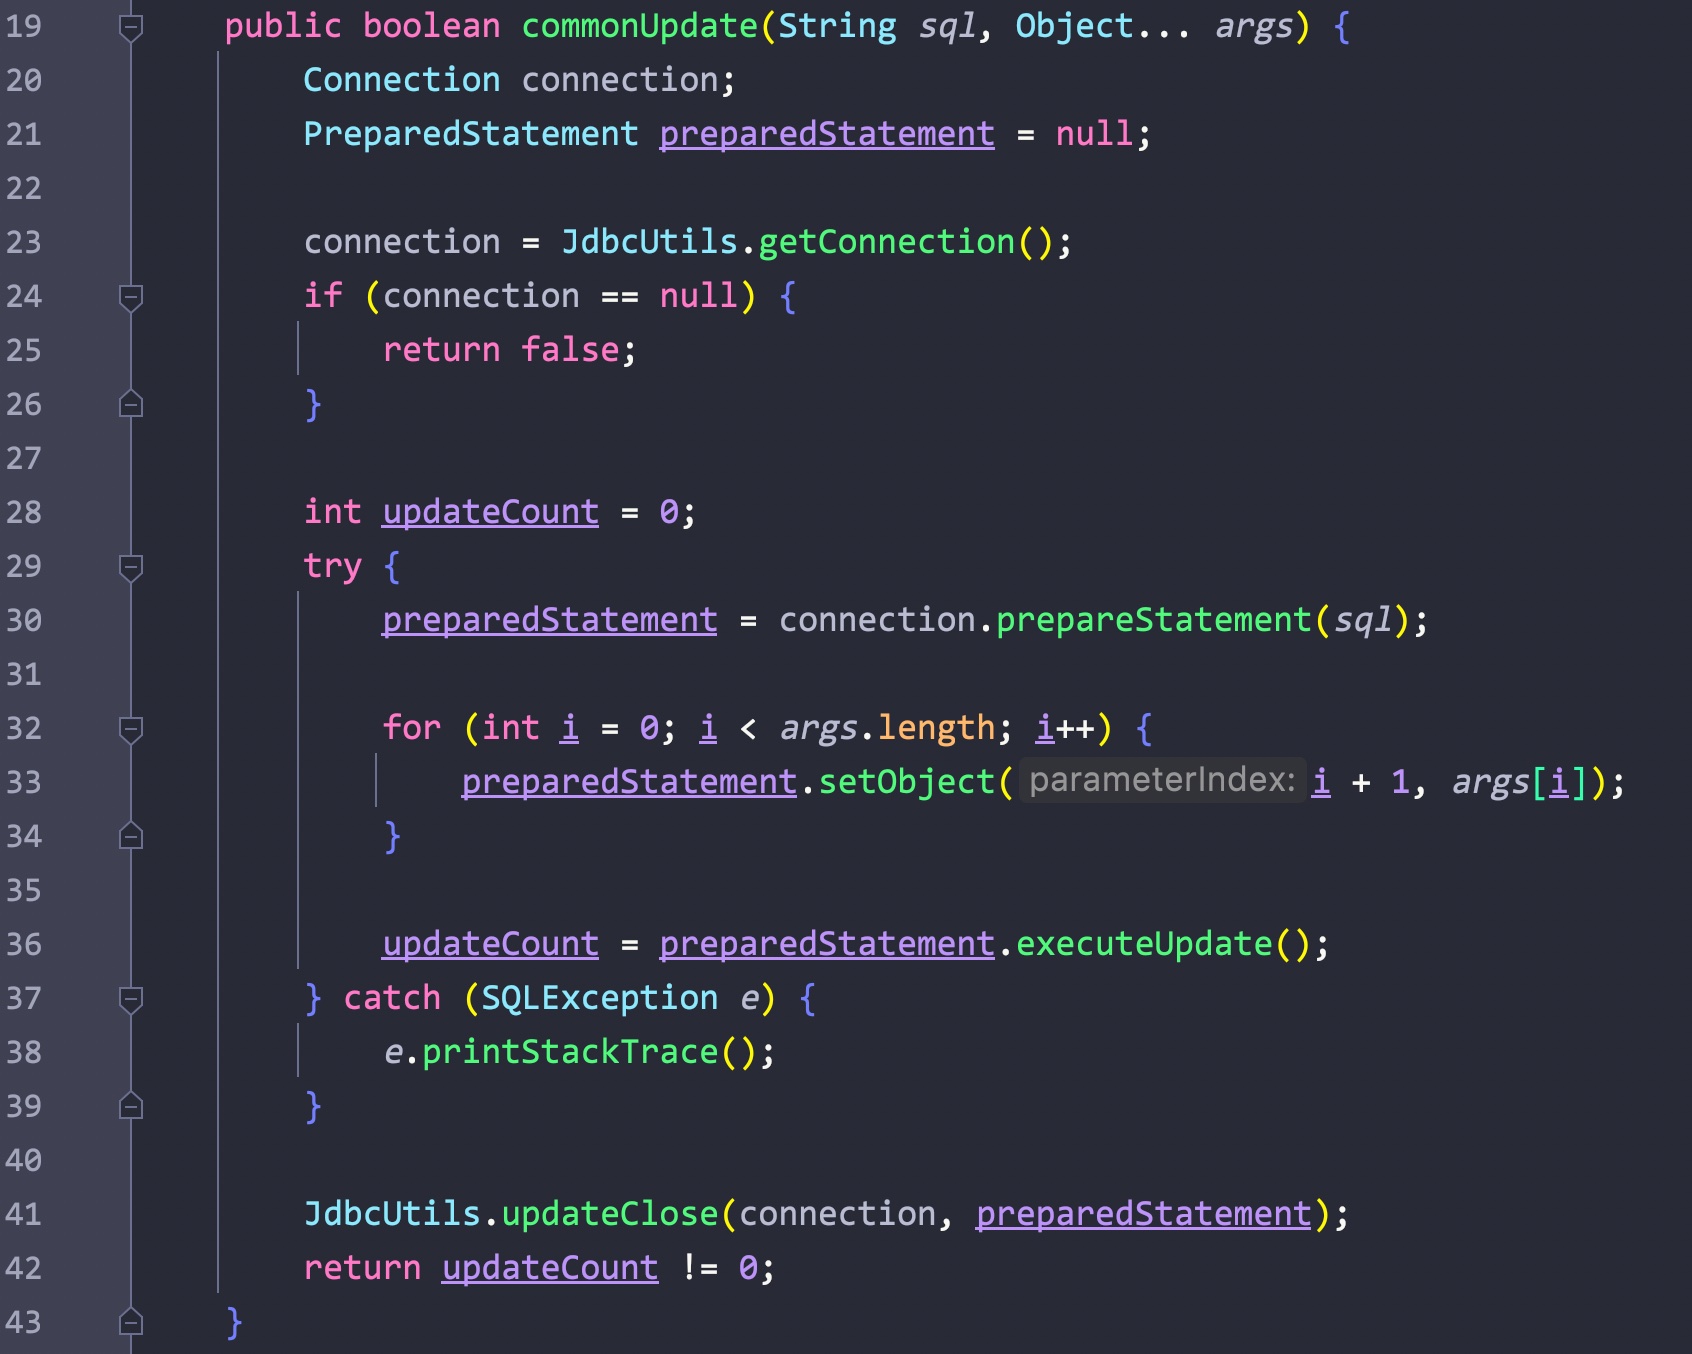 19 public boolean commonUpdate(String sql, Object... args) {
20 Connection connection;
21 PreparedStatement preparedStatement = null;
22
23 connection = JdbcUtils.getConnection();
24 if (connection == null) {
25 return false;
26 }
27
28 int updateCount = 0;
29 try {
30 preparedStatement = connection.prepareStatement(sql);
31
32 for (int i = 0; i < args.length; i++) {
33 preparedStatement.setObject( parameterIndex: i + 1, args[i]);
34 }
35
36 updateCount = preparedStatement.executeUpdate();
37 } catch (SQLException e) {
38 e.printStackTrace();
39 }
40
41 JdbcUtils.updateClose(connection, preparedStatement);
42 return updateCount != 0;
43 }